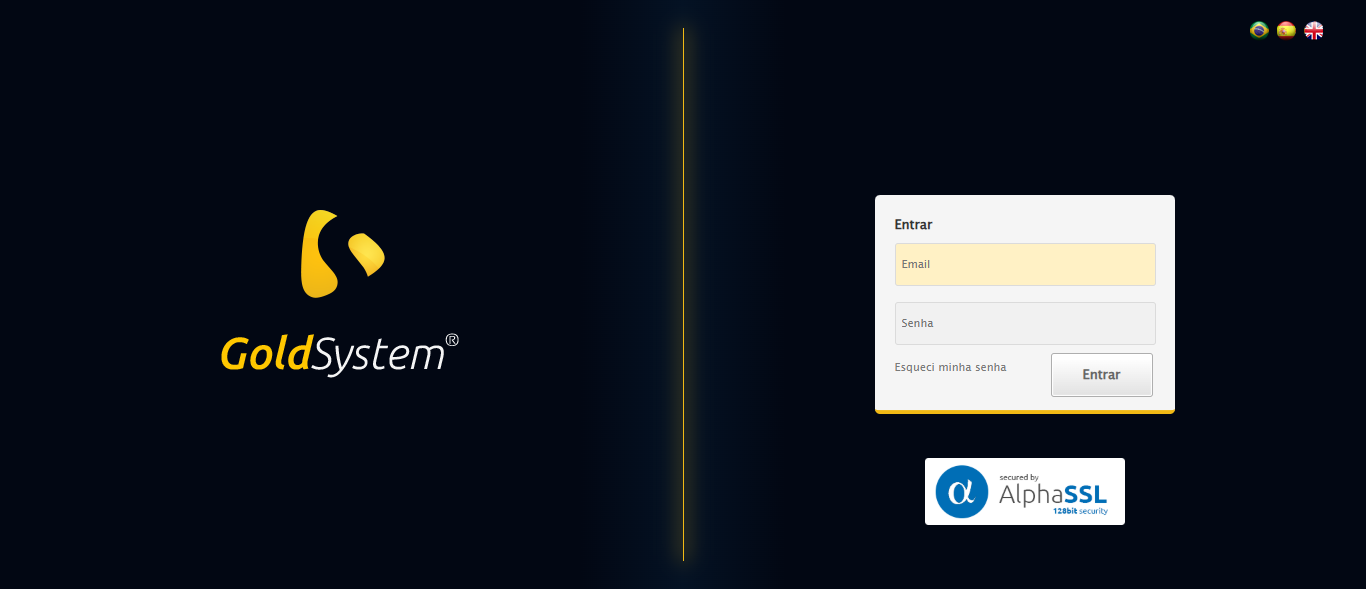 GoldSystem®
Entrar
Email
Senha
Esqueci minha senha
Entrar
α
secured by
AlphaSSL
128bit security